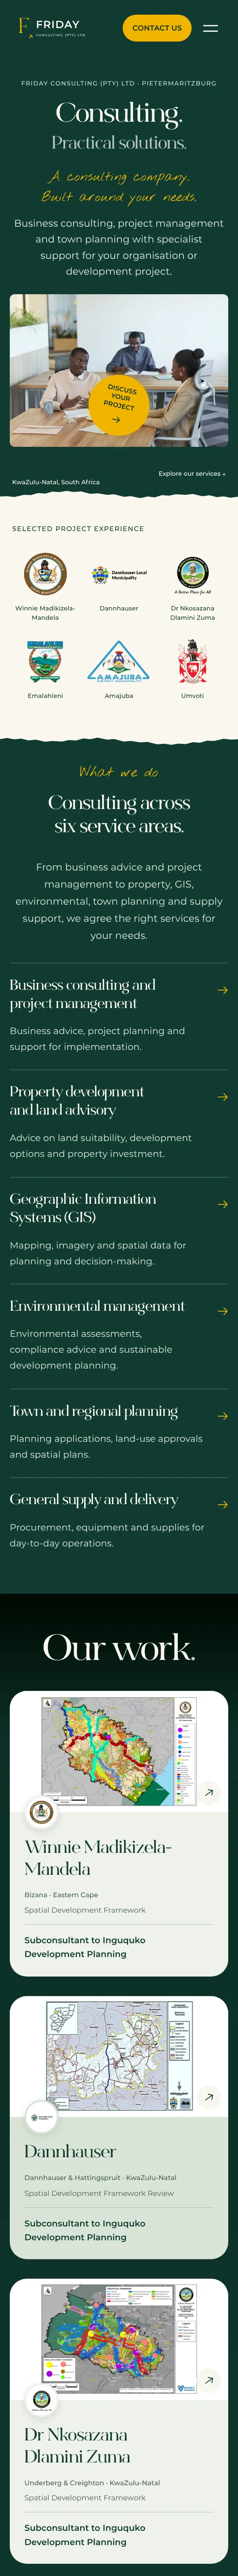 FRIDAY
CONSULTING (PTY) LTD
CONTACT US
FRIDAY CONSULTING (PTY) LTD · PIETERMARITZBURG
Consulting.
Practical solutions.
A consulting company.
Built around your needs.
Business consulting, project management
and town planning with specialist
support for your organisation or
development project.
DISCUSS
YOUR
PROJECT
Explore our services ↓
KwaZulu-Natal, South Africa
SELECTED PROJECT EXPERIENCE
Dannhauser Local
Municipality
A Better Place for All
Winnie Madikizela-
Mandela
Dannhauser
Dr Nkosazana
Dlamini Zuma
AMAJUBA
Emalahleni
Amajuba
Umvoti
What we do
Consulting across
six service areas.
From business advice and project
management to property, GIS,
environmental, town planning and supply
support, we agree the right services for
your needs.
Business consulting and
project management
Business advice, project planning and
support for implementation.
Property development
and land advisory
Advice on land suitability, development
options and property investment.
Geographic Information
Systems (GIS)
Mapping, imagery and spatial data for
planning and decision-making.
Environmental management
Environmental assessments,
compliance advice and sustainable
development planning.
Town and regional planning
Planning applications, land-use approvals
and spatial plans.
General supply and delivery
Procurement, equipment and supplies for
day-to-day operations.
Our work.
Winnie Madikizela-
Mandela
Bizana · Eastern Cape
Spatial Development Framework
Subconsultant to Inguquko
Development Planning
Dannhauser
Dannhauser & Hattingspruit · KwaZulu-Natal
Spatial Development Framework Review
Subconsultant to Inguquko
Development Planning
Dr Nkosazana
Dlamini Zuma
Underberg & Creighton · KwaZulu-Natal
Spatial Development Framework
Subconsultant to Inguquko
Development Planning